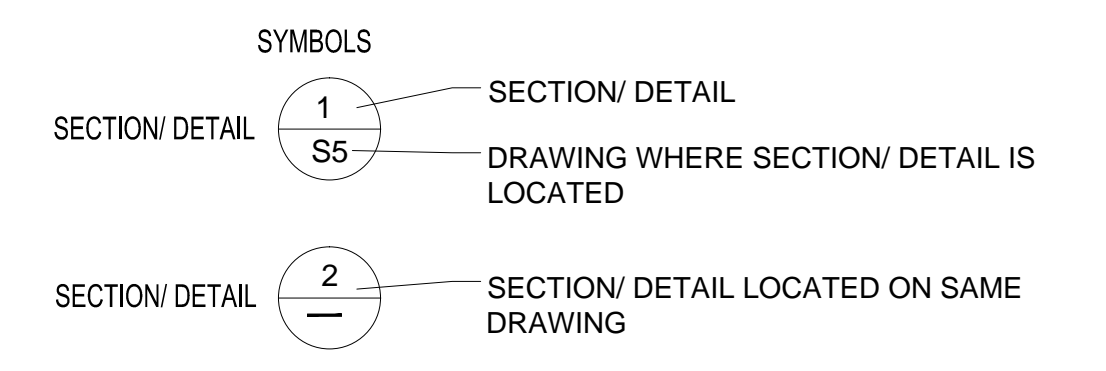 SYMBOLS
SECTION/ DETAIL
1
S5
SECTION/ DETAIL
DRAWING WHERE SECTION/ DETAIL IS
LOCATED
SECTION/ DETAIL
2
—
SECTION/ DETAIL LOCATED ON SAME
DRAWING